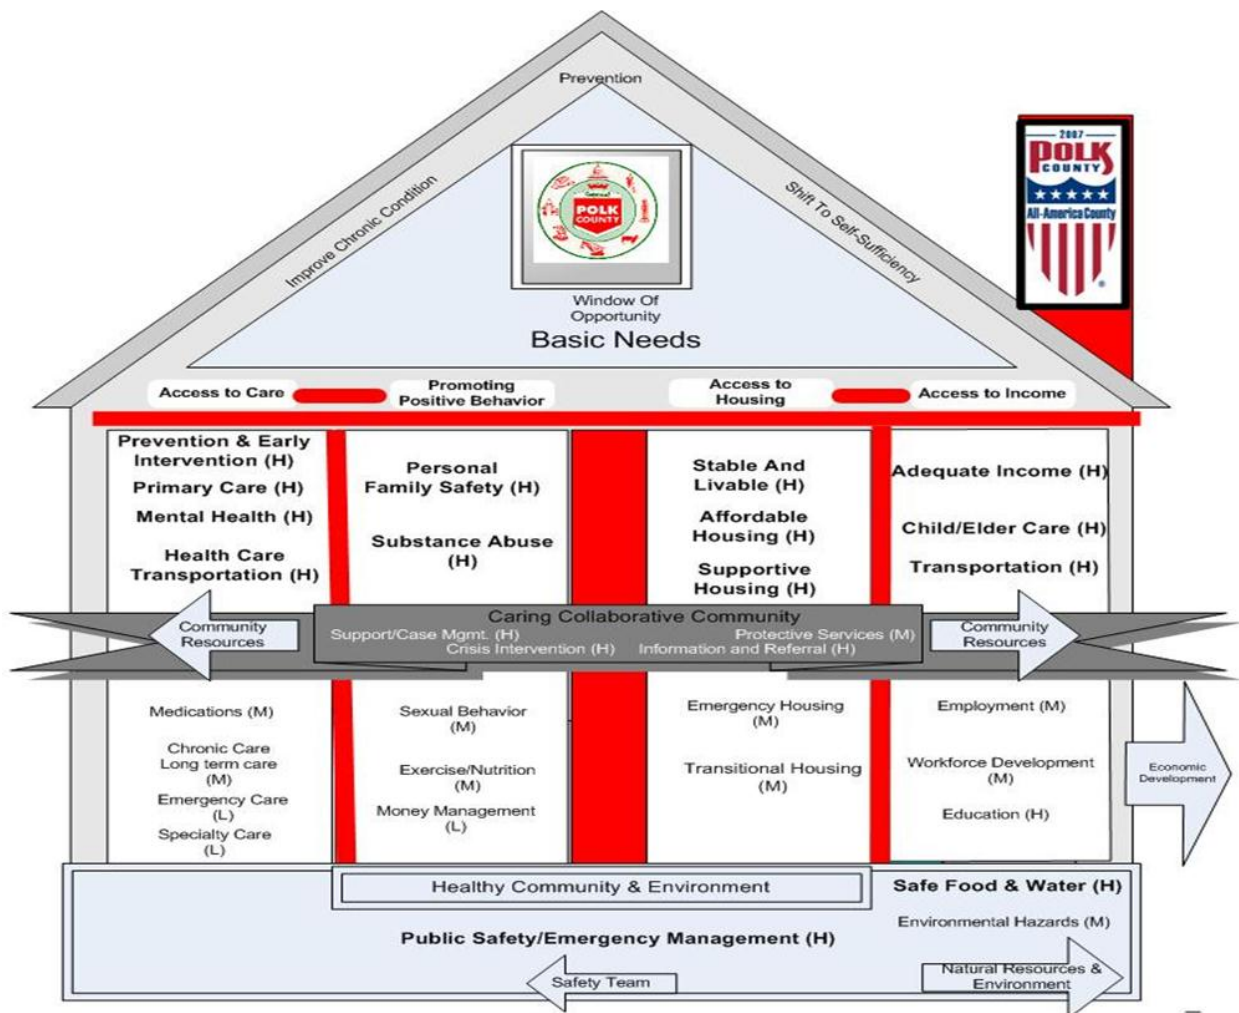 Prevention
Improve Chronic Condition
Shift To Self-Sufficiency
2007
POLK
COUNTY
All-America County
®
POLK
COUNTY
Window Of
Opportunity
Basic Needs
Access to Care
Promoting
Positive Behavior
Access to
Housing
Access to Income
Prevention & Early
Intervention (H)
Primary Care (H)
Mental Health (H)
Health Care
Transportation (H)
Personal
Family Safety (H)
Substance Abuse
(H)
Stable And
Livable (H)
Affordable
Housing (H)
Supportive
Housing (H)
Adequate Income (H)
Child/Elder Care (H)
Transportation (H)
Community
Resources
Caring Collaborative Community
Support/Case Mgmt. (H)
Protective Services (M)
Crisis Intervention (H)
Information and Referral (H)
Community
Resources
Medications (M)
Chronic Care
Long term care
(M)
Emergency Care
(L)
Specialty Care
(L)
Sexual Behavior
(M)
Exercise/Nutrition
(M)
Money Management
(L)
Emergency Housing
(M)
Transitional Housing
(M)
Employment (M)
Workforce Development
(M)
Education (H)
Economic
Development
Healthy Community & Environment
Safe Food & Water (H)
Environmental Hazards (M)
Public Safety/Emergency Management (H)
Safety Team
Natural Resources &
Environment